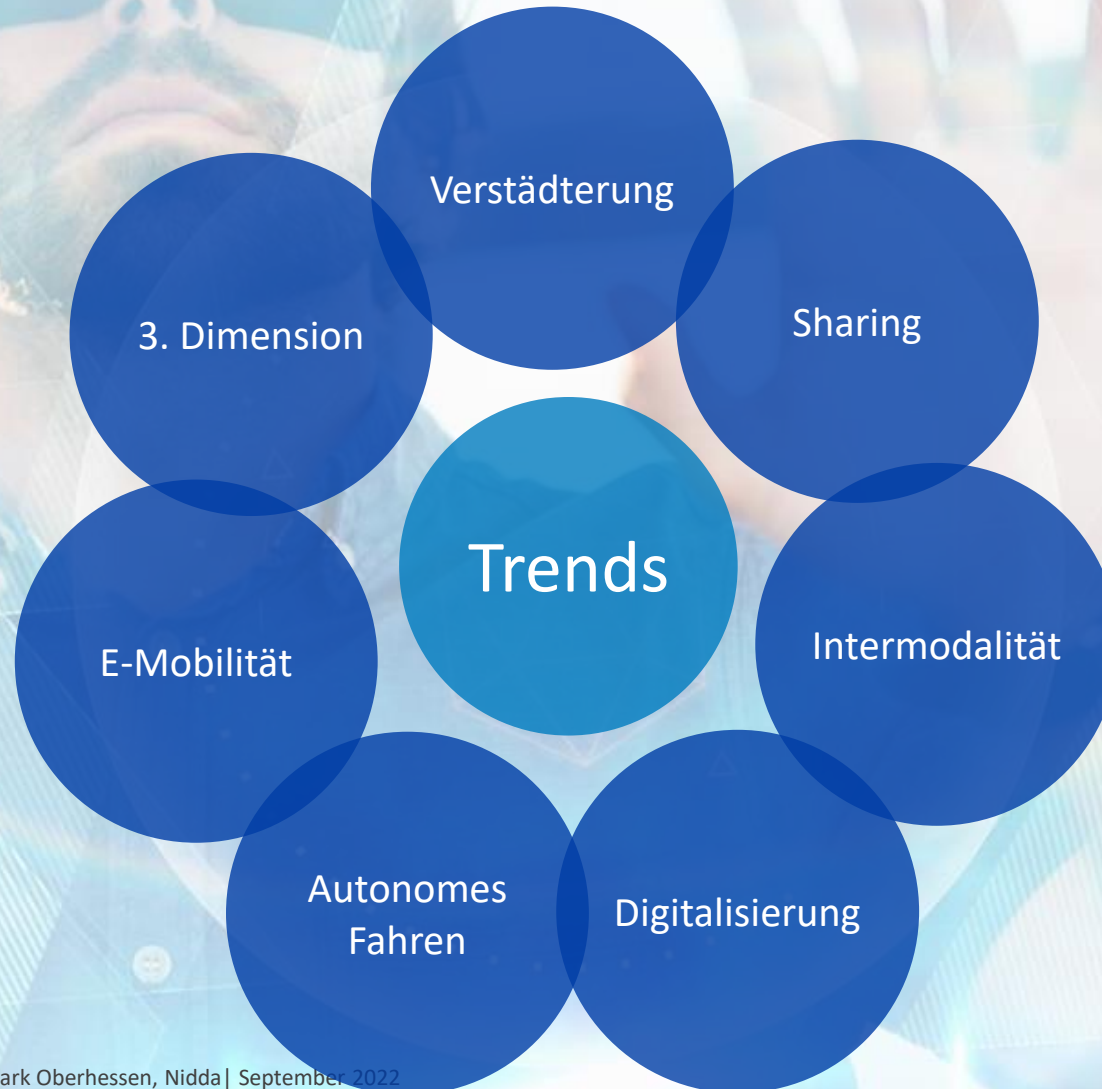 Verstädterung
3. Dimension
Sharing
Trends
Intermodalität
E-Mobilität
Autonomes
Fahren
Digitalisierung
ark Oberhessen, Nidda| September 2022